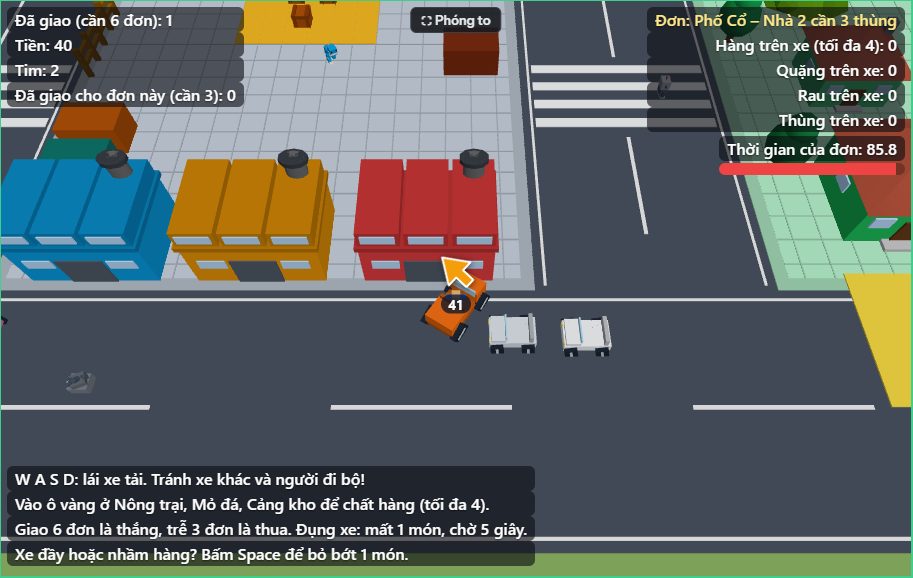 Đã giao (cần 6 đơn): 1
Tiền: 40
Tim: 2
Đã giao cho đơn này (cần 3): 0
Phóng to
Đơn: Phố Cổ – Nhà 2 cần 3 thùng
Hàng trên xe (tối đa 4): 0
Quặng trên xe: 0
Rau trên xe: 0
Thùng trên xe: 0
Thời gian của đơn: 85.8
41
W A S D: lái xe tải. Tránh xe khác và người đi bộ!
Vào ô vàng ở Nông trại, Mỏ đá, Cảng kho để chất hàng (tối đa 4).
Giao 6 đơn là thắng, trễ 3 đơn là thua. Đụng xe: mất 1 món, chờ 5 giây.
Xe đầy hoặc nhầm hàng? Bấm Space để bỏ bớt 1 món.